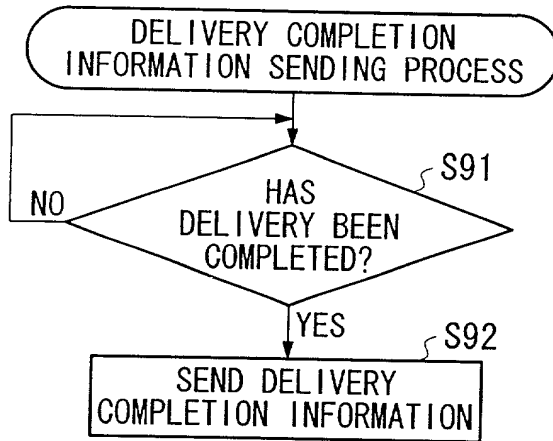 DELIVERY COMPLETION
INFORMATION SENDING PROCESS
S91
HAS
DELIVERY BEEN
COMPLETED?
NO
YES
S92
SEND DELIVERY
COMPLETION INFORMATION